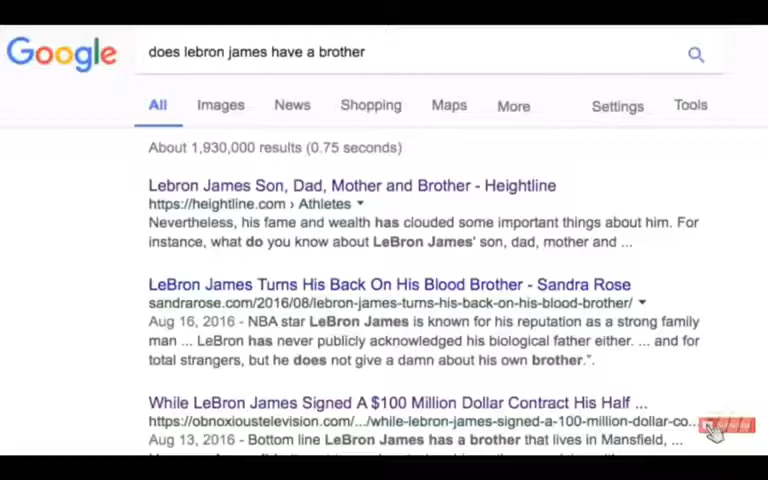 Google
does lebron james have a brother
All Images News Shopping Maps More Settings Tools
About 1,930,000 results (0.75 seconds)
Lebron James Son, Dad, Mother and Brother - Heightline
https://heightline.com › Athletes
Nevertheless, his fame and wealth has clouded some important things about him. For
instance, what do you know about LeBron James' son, dad, mother and ...
LeBron James Turns His Back On His Blood Brother - Sandra Rose
sandrarose.com/2016/08/lebron-james-turns-his-back-on-his-blood-brother/
Aug 16, 2016 - NBA star LeBron James is known for his reputation as a strong family
man ... LeBron has never publicly acknowledged his biological father either. ... and for
total strangers, but he does not give a damn about his own brother.".
While LeBron James Signed A $100 Million Dollar Contract His Half ...
https://obnoxioustelevision.com/.../while-lebron-james-signed-a-100-million-dollar-co...
Aug 13, 2016 - Bottom line LeBron James has a brother that lives in Mansfield, ...